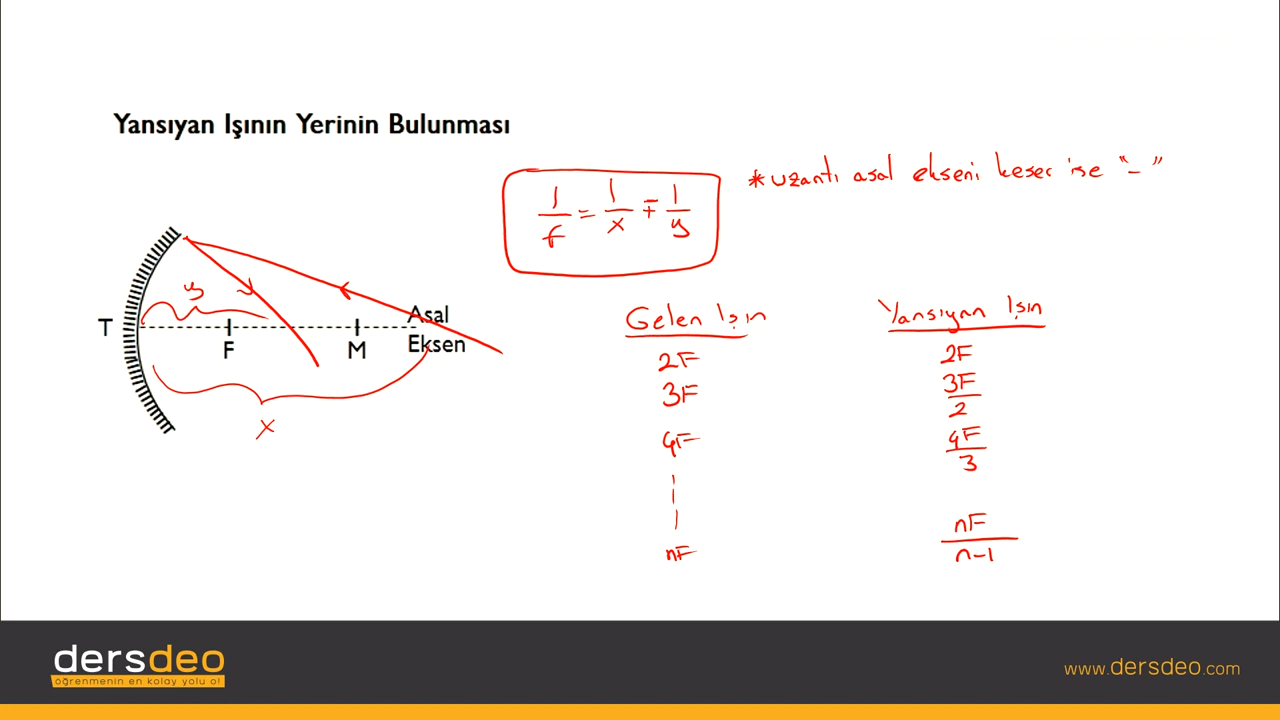 Yansıyan Işının Yerinin Bulunması
1/f = 1/x ∓ 1/y
*uzantı asal ekseni keser ise "-"
T
y
F
M
Asal
Eksen
x
Gelen Işın
Yansıyan Işın
2F
2F
3F
3F/2
4F
4F/3
nF
nF/n-1
dersdeo
öğrenmenin en kolay yolu o!
www.dersdeo.com